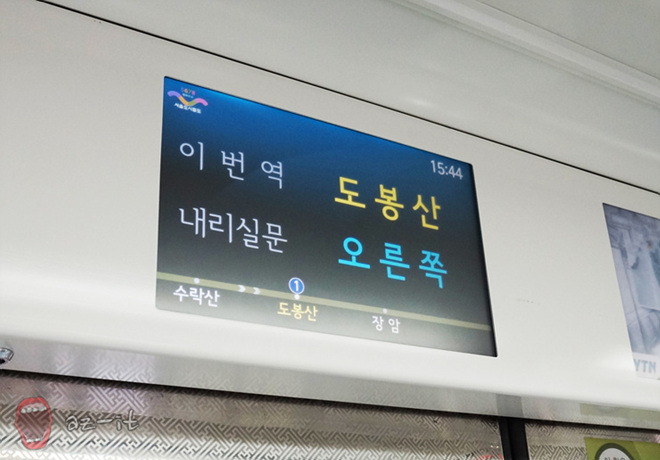 15:44
이번역 도봉산
내리실문 오른쪽
1
수락산 도봉산 장암
YTN